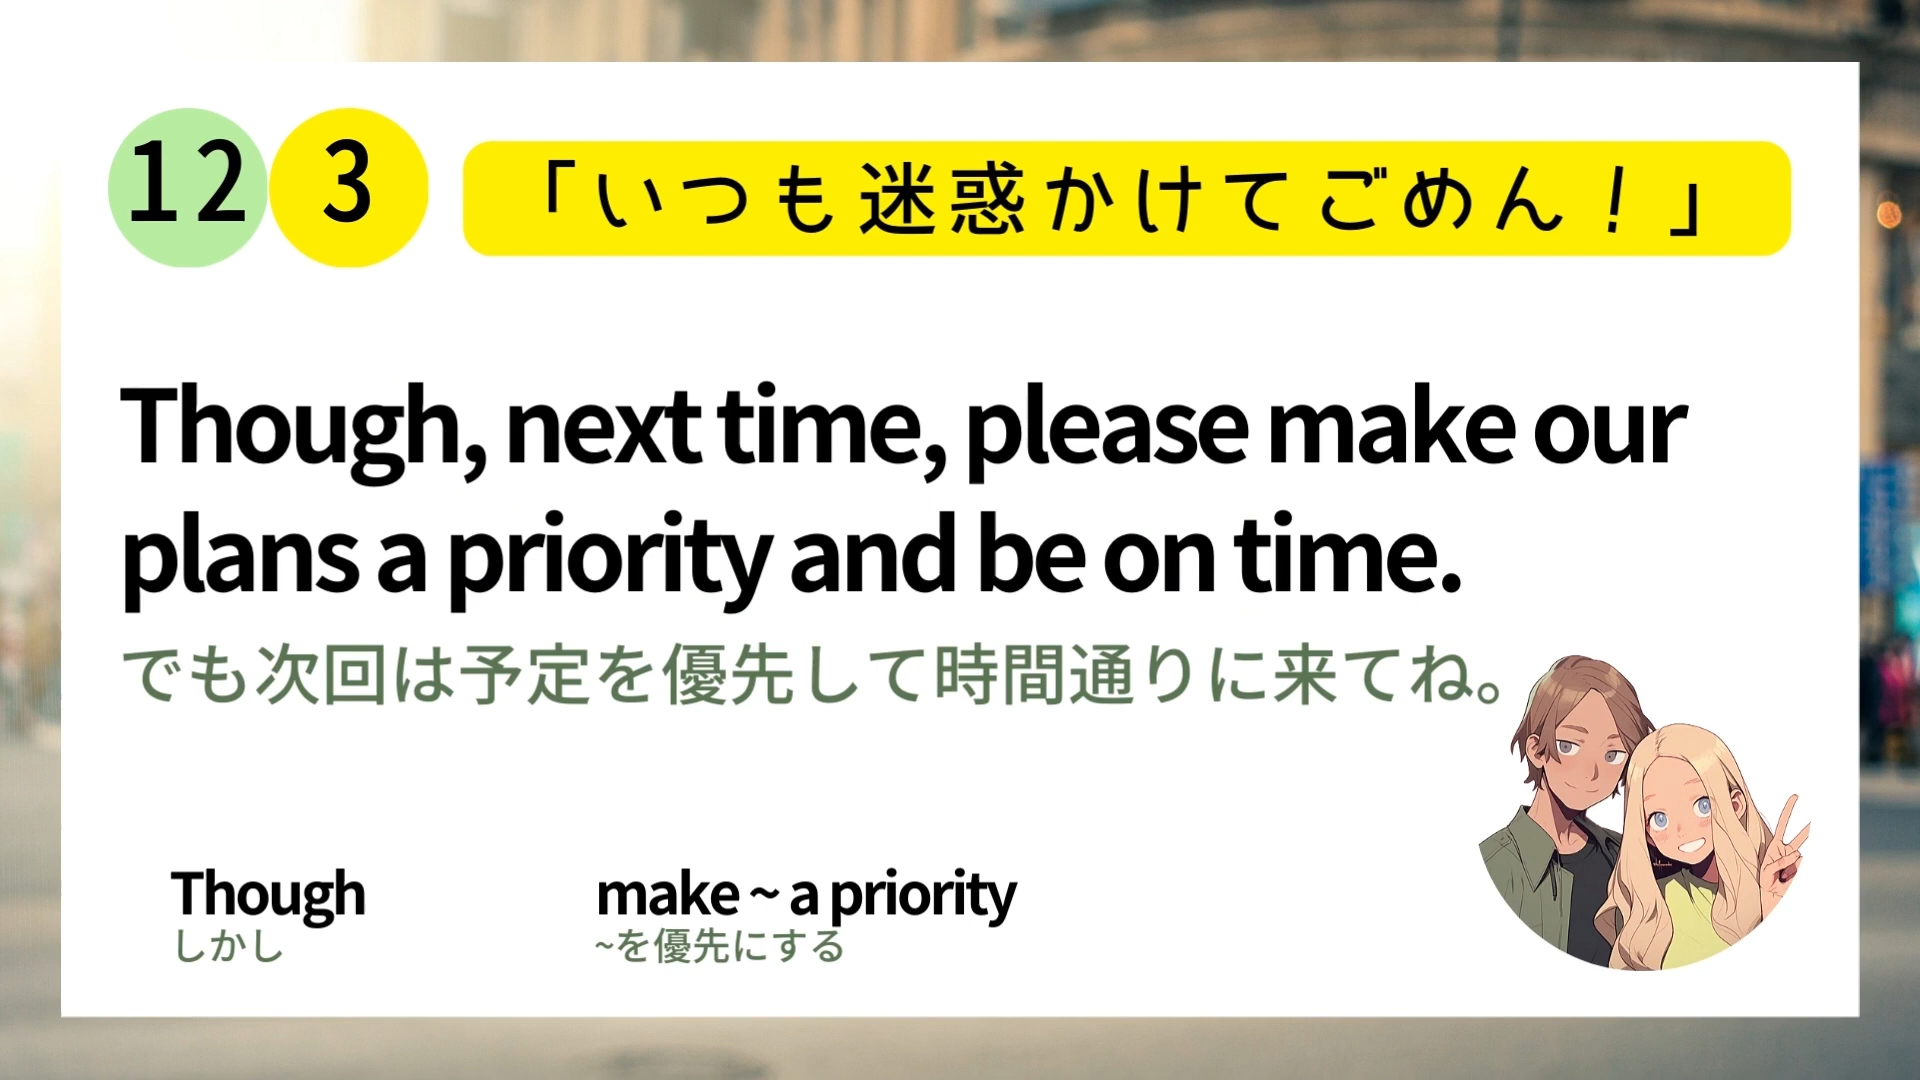 12 3 「いつも迷惑かけてごめん！」
Though, next time, please make our
plans a priority and be on time.
でも次回は予定を優先して時間通りに来てね。
Though make ~ a priority
しかし ~を優先にする